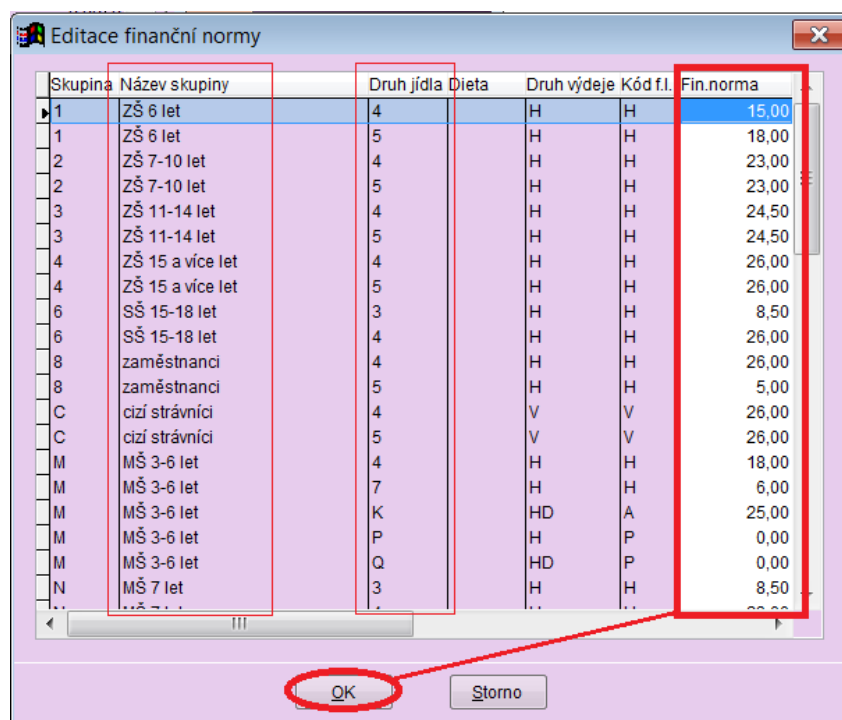 Editace finanční normy
Skupina Název skupiny Druh jídla Dieta Druh výdeje Kód f.l. Fin.norma
1 ZŠ 6 let 4 H H 15,00
1 ZŠ 6 let 5 H H 18,00
2 ZŠ 7-10 let 4 H H 23,00
2 ZŠ 7-10 let 5 H H 23,00
3 ZŠ 11-14 let 4 H H 24,50
3 ZŠ 11-14 let 5 H H 24,50
4 ZŠ 15 a více let 4 H H 26,00
4 ZŠ 15 a více let 5 H H 26,00
6 SŠ 15-18 let 3 H H 8,50
6 SŠ 15-18 let 4 H H 26,00
8 zaměstnanci 4 H H 26,00
8 zaměstnanci 5 H H 5,00
C cizí strávníci 4 V V 26,00
C cizí strávníci 5 V V 26,00
M MŠ 3-6 let 4 H H 18,00
M MŠ 3-6 let 7 H H 6,00
M MŠ 3-6 let K HD A 25,00
M MŠ 3-6 let P H P 0,00
M MŠ 3-6 let Q HD P 0,00
N MŠ 7 let 3 H H 8,50
OK Storno